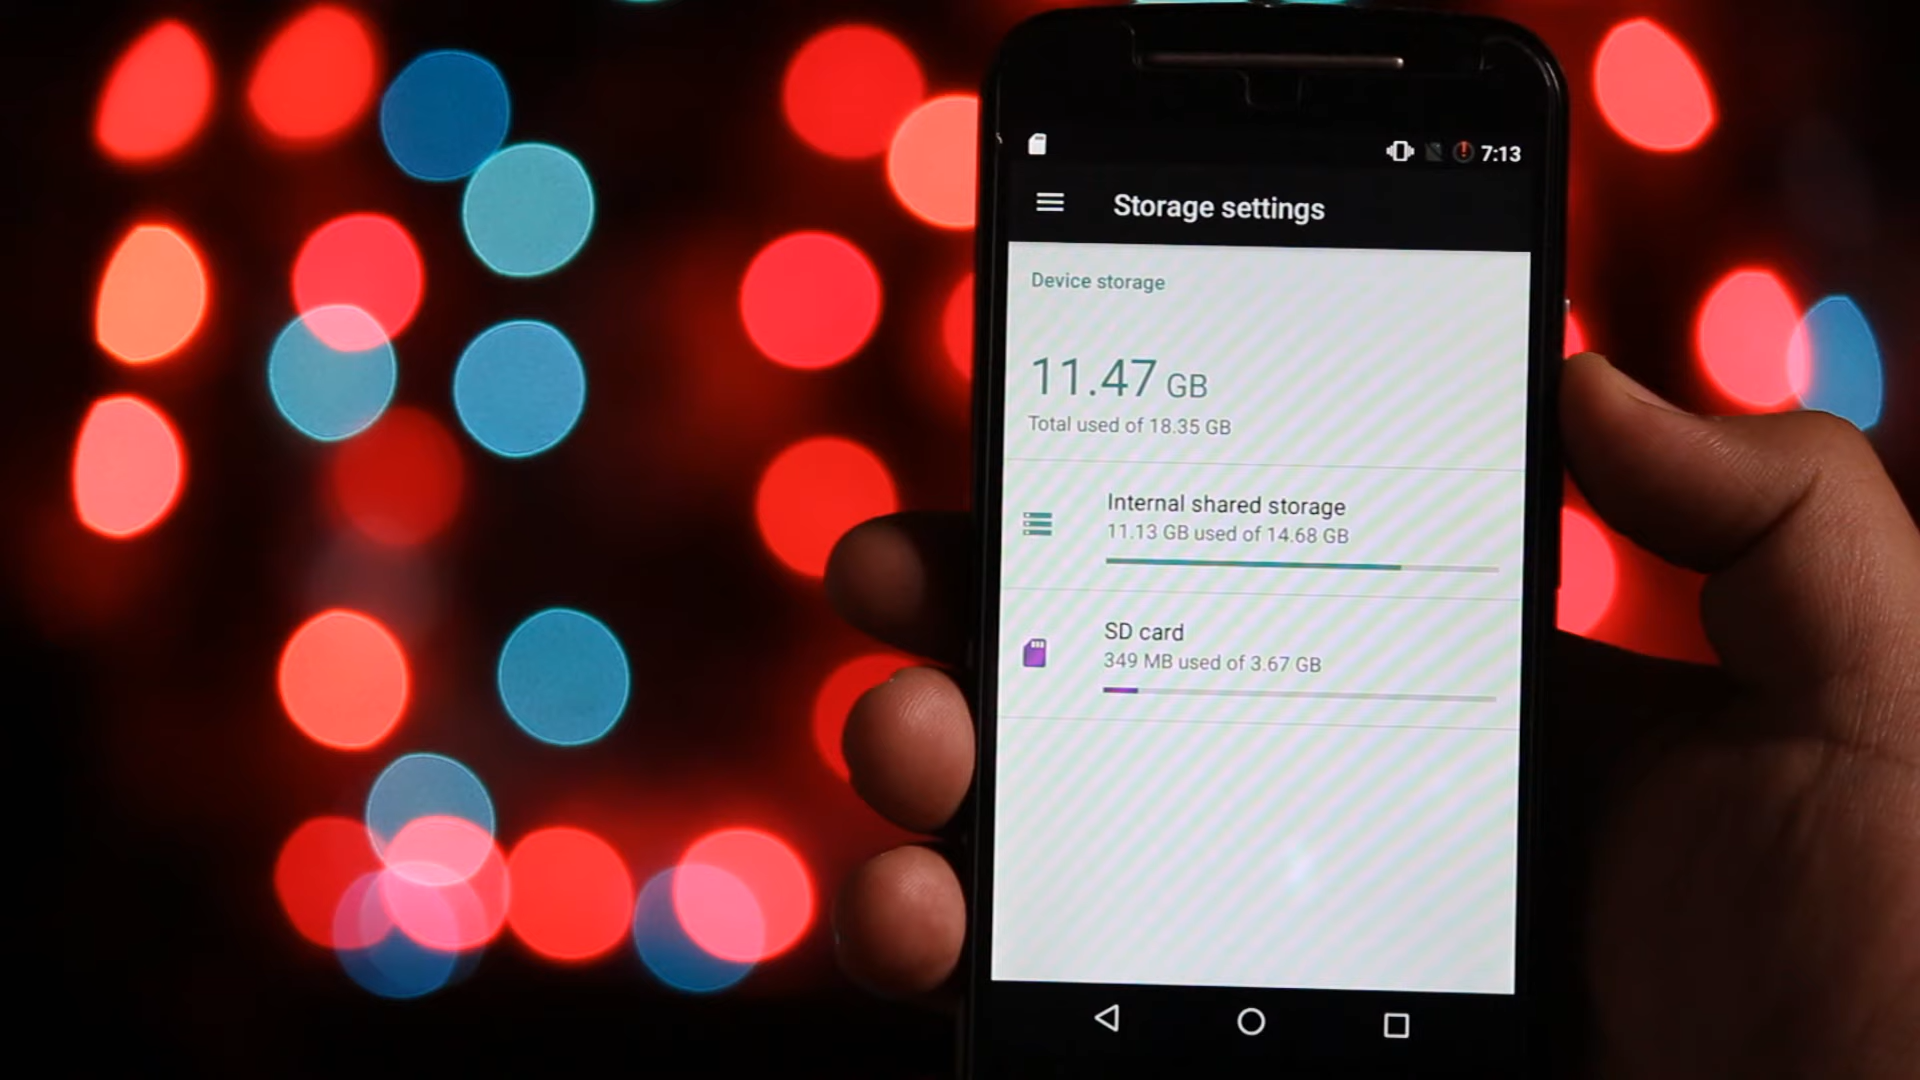 7:13
Storage settings
Device storage
11.47 GB
Total used of 18.35 GB
Internal shared storage
11.13 GB used of 14.68 GB
SD card
349 MB used of 3.67 GB